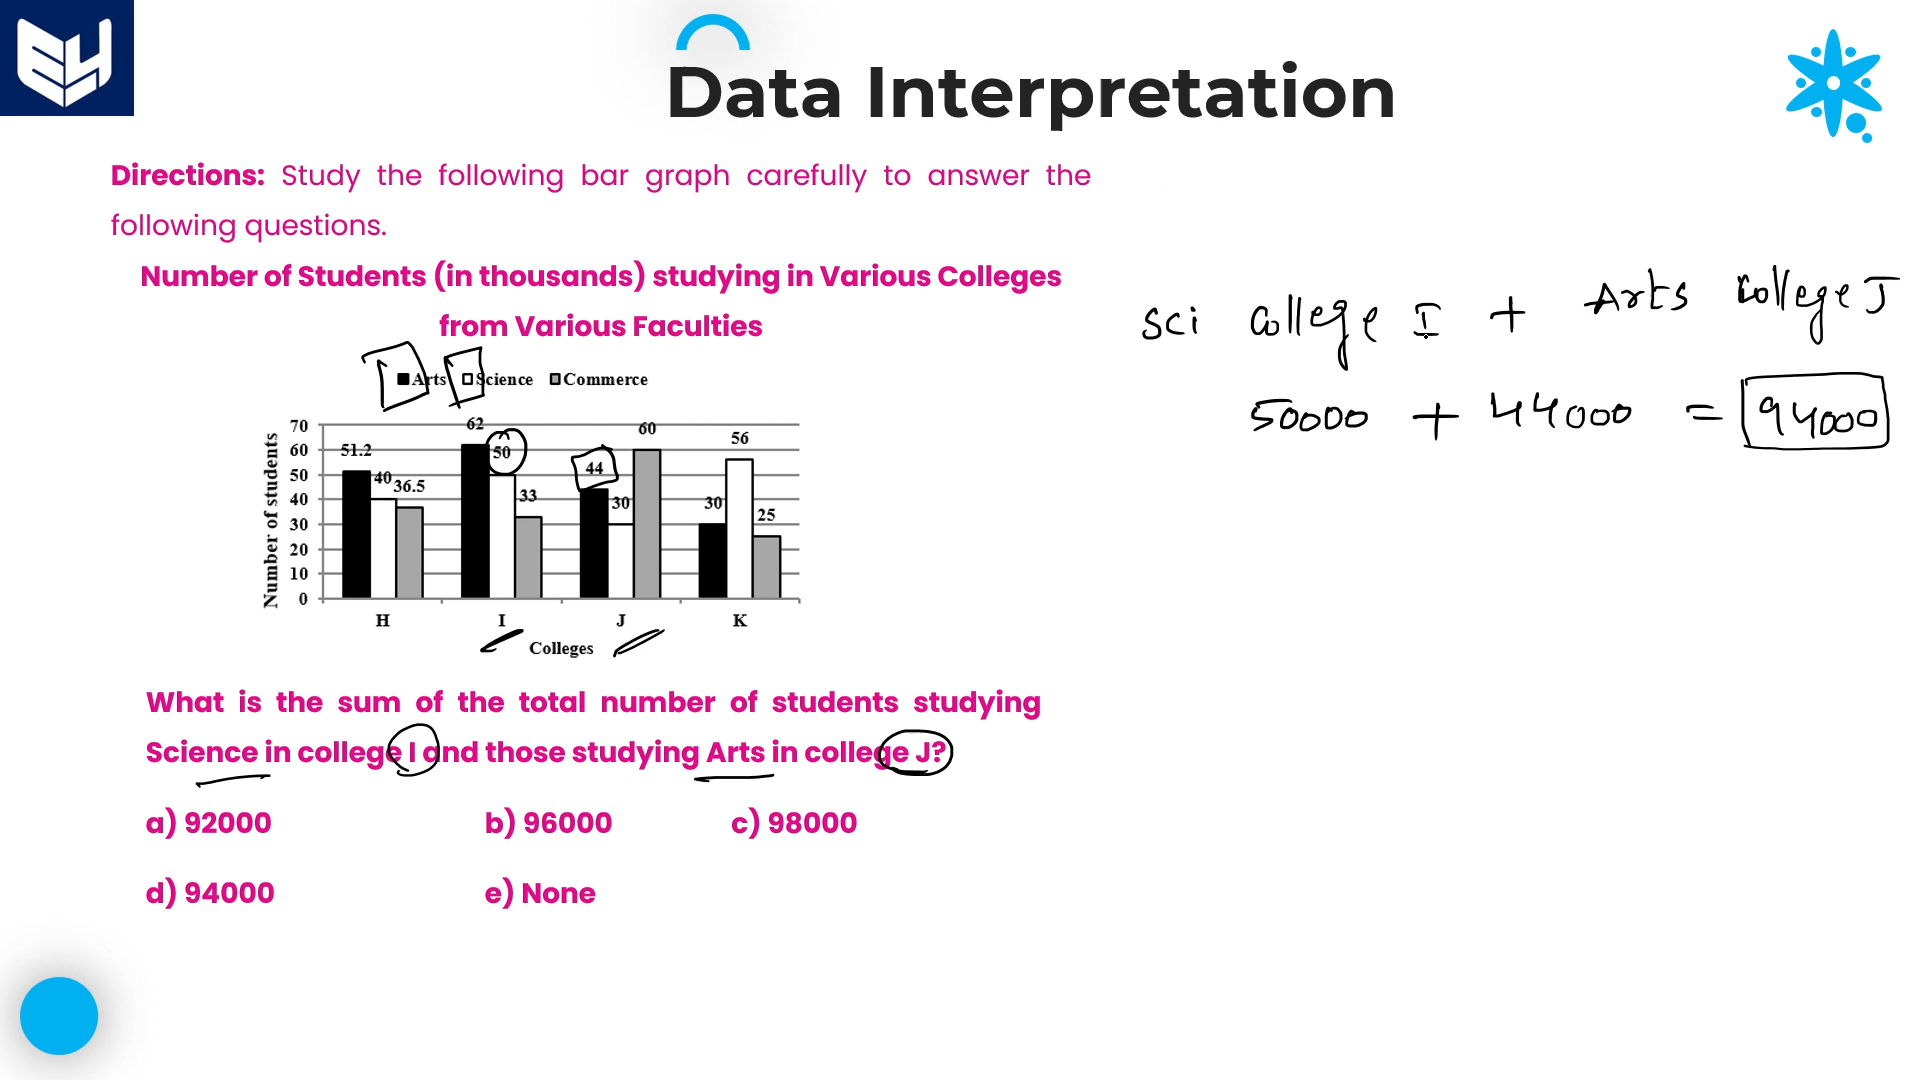 Data Interpretation
Directions: Study the following bar graph carefully to answer the
following questions.
Number of Students (in thousands) studying in Various Colleges
from Various Faculties
Arts Science Commerce
Number of students
70
60
50
40
30
20
10
0
51.2
40
36.5
62
50
33
44
30
60
30
56
25
H I J K
Colleges
sci college I + Arts college J
50000 + 44000 = 94000
What is the sum of the total number of students studying
Science in college I and those studying Arts in college J?
a) 92000 b) 96000 c) 98000
d) 94000 e) None